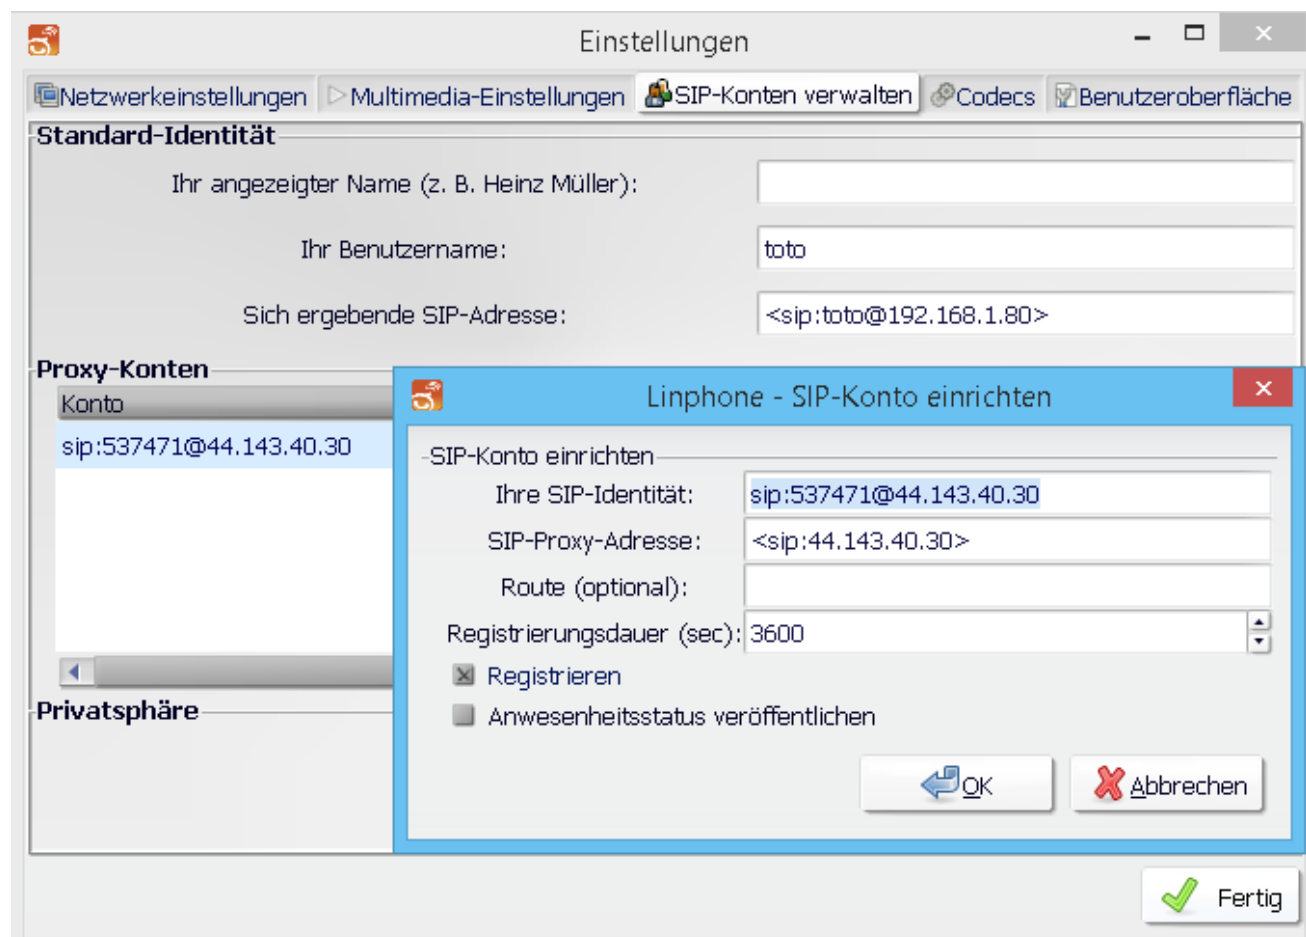 Einstellungen
Netzwerkeinstellungen Multimedia-Einstellungen SIP-Konten verwalten Codecs Benutzeroberfläche
Standard-Identität
Ihr angezeigter Name (z. B. Heinz Müller):
Ihr Benutzername: toto
Sich ergebende SIP-Adresse: <sip:toto@192.168.1.80>
Proxy-Konten
Konto
sip:537471@44.143.40.30
Linphone - SIP-Konto einrichten
SIP-Konto einrichten
Ihre SIP-Identität: sip:537471@44.143.40.30
SIP-Proxy-Adresse: <sip:44.143.40.30>
Route (optional):
Registrierungsdauer (sec): 3600
Registrieren
Anwesenheitsstatus veröffentlichen
OK Abbrechen
Privatsphäre
Fertig